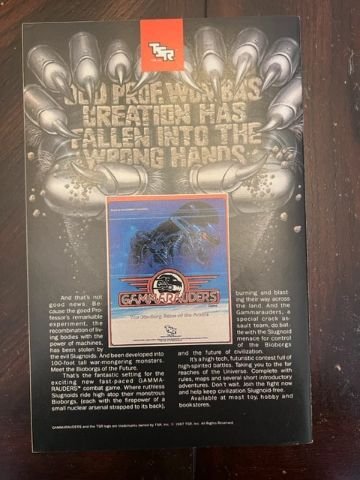 TSR
GOOD PROF. WOMBAS
CREATION HAS
FALLEN INTO THE
WRONG HANDS
GAMMARAUDERS
TSR
And that's not
good news. Be-
cause the good Pro-
fessor's remarkable
experiment, the
recombination of liv-
ing bodies with the
power of machines,
has been stolen by
the evil Slugnoids. And been developed into
100-foot tall war-mongering monsters.
Meet the Bioborgs of the Future.
That's the fantastic setting for the
exciting new fast-paced GAMMA-
RAUDERS™ combat game. Where ruthless
Slugnoids ride high atop their monstrous
Bioborgs, (each with the firepower of a
small nuclear arsenal strapped to its back),
burning and blast-
ing their way across
the land. And the
Gammarauders, a
special crack as-
sault team, do bat-
tle with the Slugnoid
menace for control
of the Bioborgs
and the future of civilization.
It's a high-tech, futuristic contest full of
high-spirited battles. Taking you to the far
reaches of the Universe. Complete with
rules, maps and several short introductory
adventures. Don't wait. Join the fight now
and help keep civilization Slugnoid-free.
Available at most toy, hobby and
bookstores.
GAMMARAUDERS and the TSR logo are trademarks owned by TSR, Inc. © 1987 TSR, Inc. All Rights Reserved.